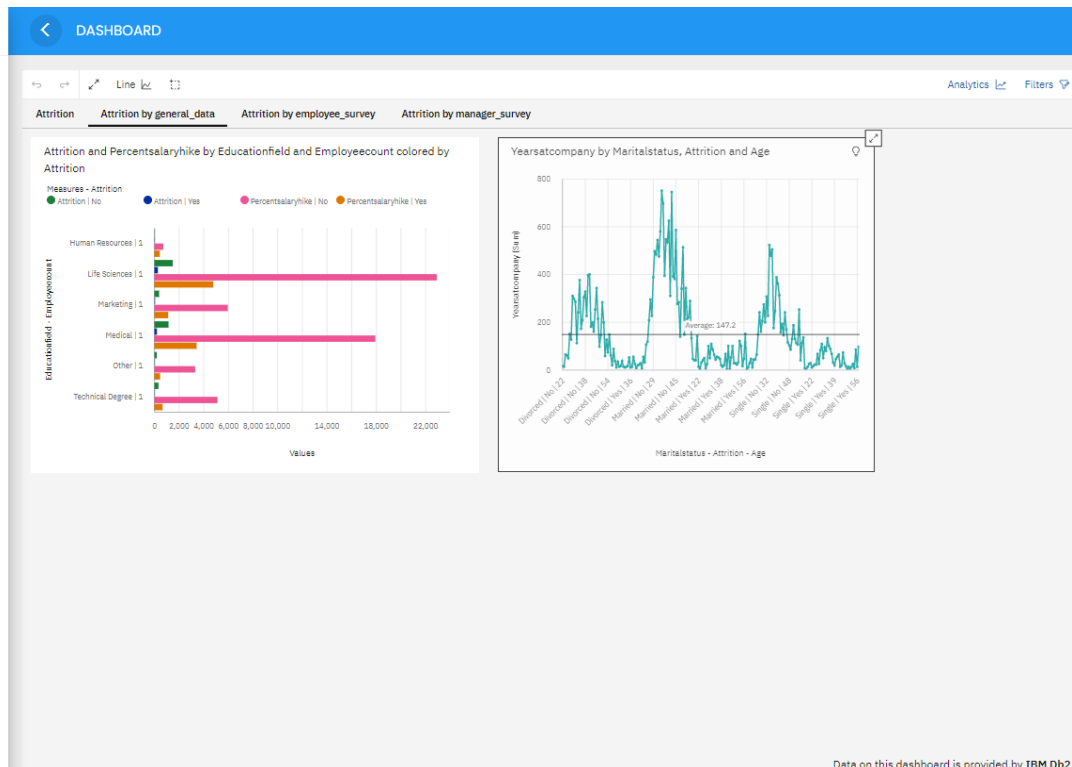 DASHBOARD
Line
Analytics
Filters
Attrition
Attrition by general_data
Attrition by employee_survey
Attrition by manager_survey
Attrition and Percentsalaryhike by Educationfield and Employeecount colored by
Attrition
Measures - Attrition
Attrition | No
Attrition | Yes
Percentsalaryhike | No
Percentsalaryhike | Yes
Educationfield - Employeecount
Human Resources | 1
Life Sciences | 1
Marketing | 1
Medical | 1
Other | 1
Technical Degree | 1
0 2,000 4,000 6,000 8,000 10,000 14,000 18,000 22,000
Values
Yearsatcompany by Maritalstatus, Attrition and Age
Yearsatcompany (Sum)
800
600
400
200
0
Average: 147.2
Divorced | No | 22
Divorced | No | 38
Divorced | No | 54
Divorced | Yes | 36
Married | No | 29
Married | No | 45
Married | Yes | 22
Married | Yes | 38
Married | Yes | 56
Single | No | 32
Single | No | 48
Single | Yes | 22
Single | Yes | 39
Single | Yes | 56
Maritalstatus - Attrition - Age
Data on this dashboard is provided by IBM Db2